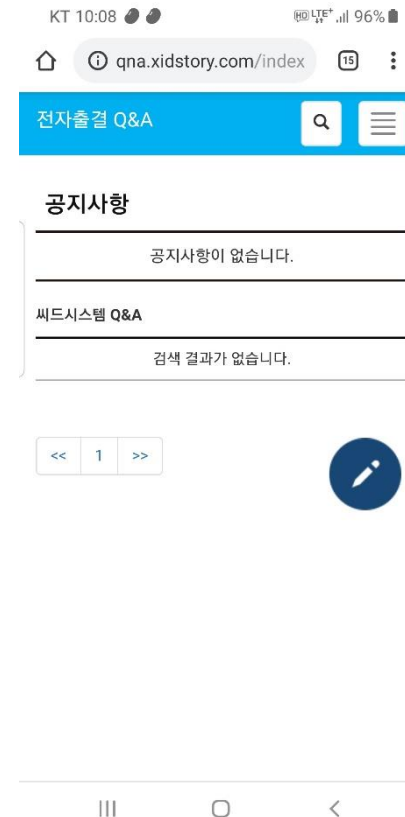 KT 10:08 HD LTE+ 96%
qna.xidstory.com/index 15
전자출결 Q&A
공지사항
공지사항이 없습니다.
씨드시스템 Q&A
검색 결과가 없습니다.
<< 1 >>